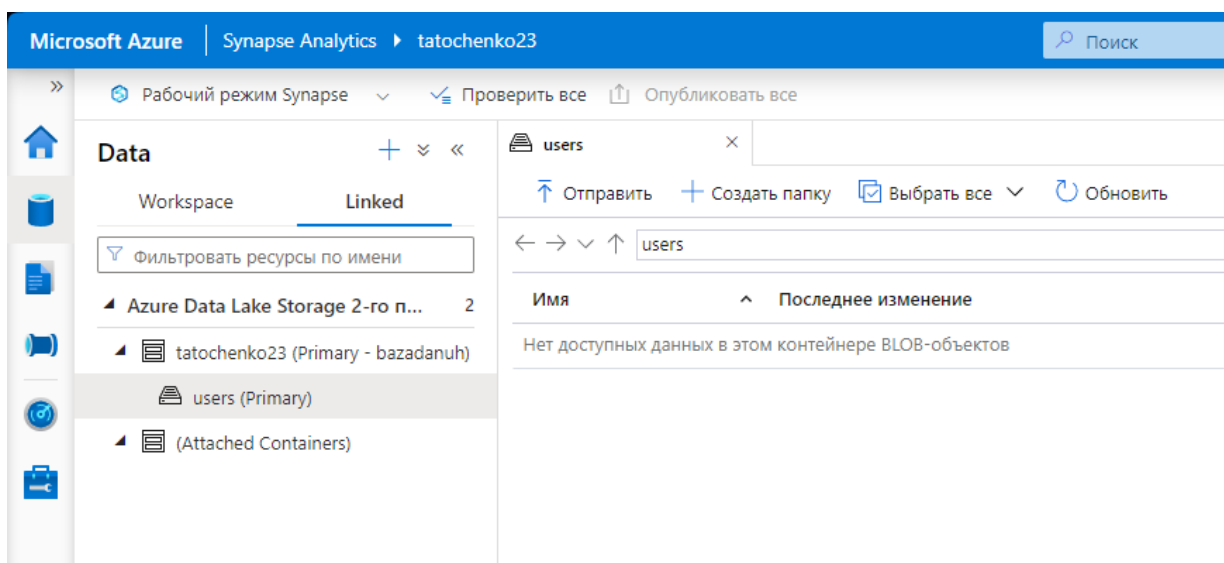 Microsoft Azure Synapse Analytics tatochenko23 Поиск
Рабочий режим Synapse Проверить все Опубликовать все
Data
Workspace Linked
Фильтровать ресурсы по имени
Azure Data Lake Storage 2-го п... 2
tatochenko23 (Primary - bazadanuh)
users (Primary)
(Attached Containers)
users
Отправить Создать папку Выбрать все Обновить
users
Имя Последнее изменение
Нет доступных данных в этом контейнере BLOB-объектов